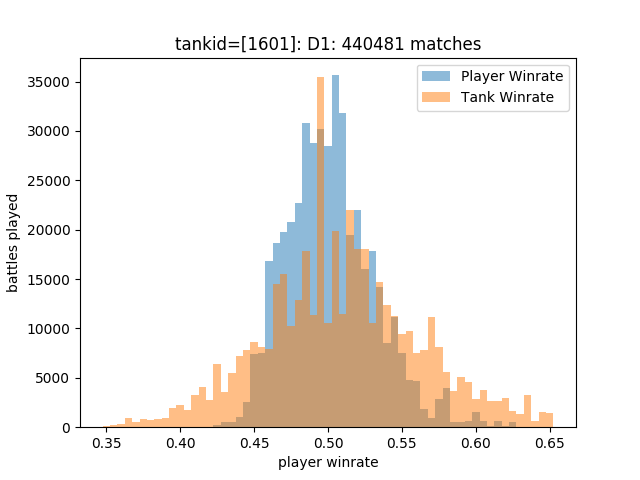 tankid=[1601]: D1: 440481 matches
Player Winrate
Tank Winrate
battles played
35000
30000
25000
20000
15000
10000
5000
0
0.35 0.40 0.45 0.50 0.55 0.60 0.65
player winrate